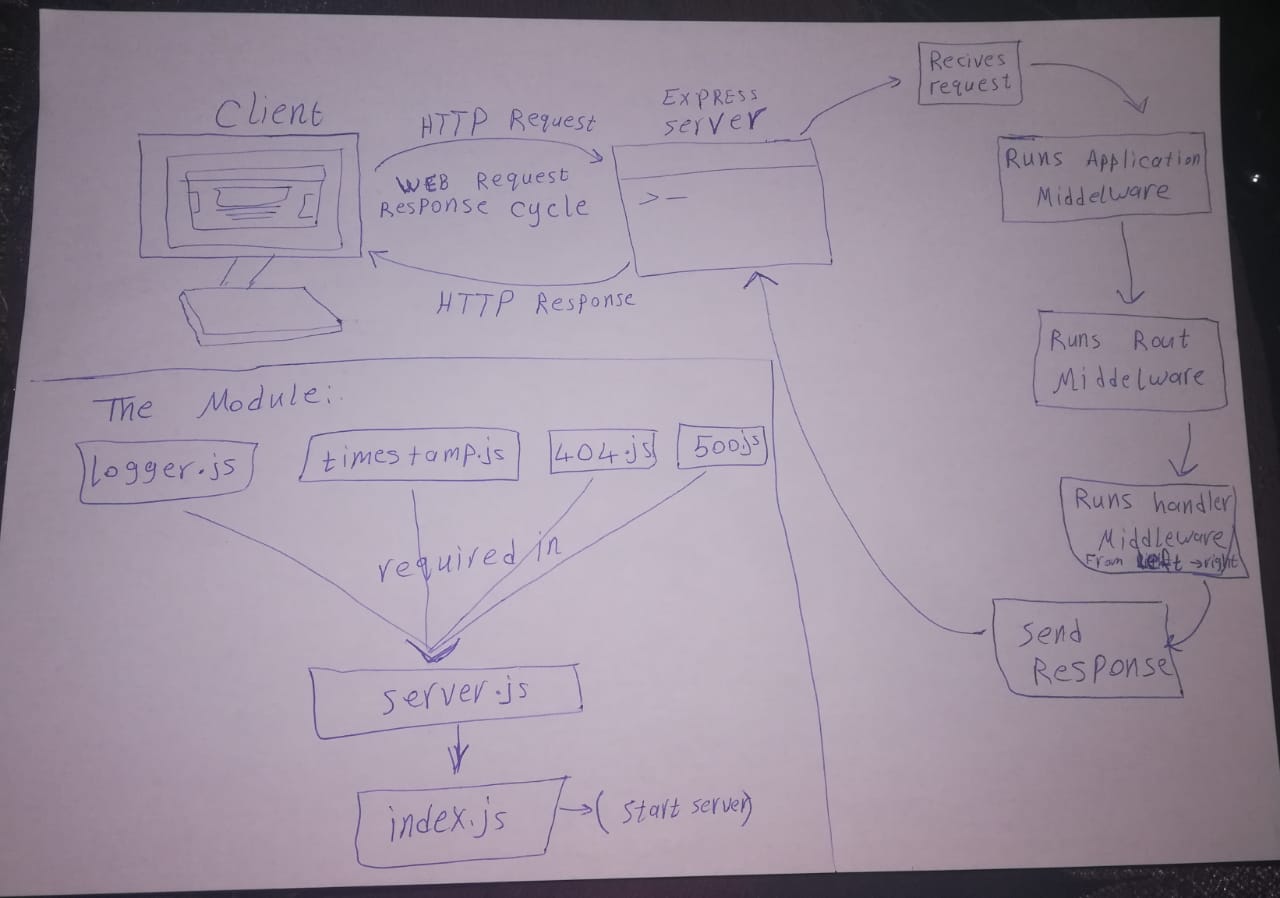 Client
HTTP Request
WEB Request
Response cycle
HTTP Response
EXPRESS
server
>-
Recives
request
Runs Application
Middelware
Runs Rout
Middelware
Runs handler
Middleware
From left → right
Send
Response
The Module:
logger.js
timestamp.js
404.js
500.js
required in
server.js
index.js
→ ( start server)